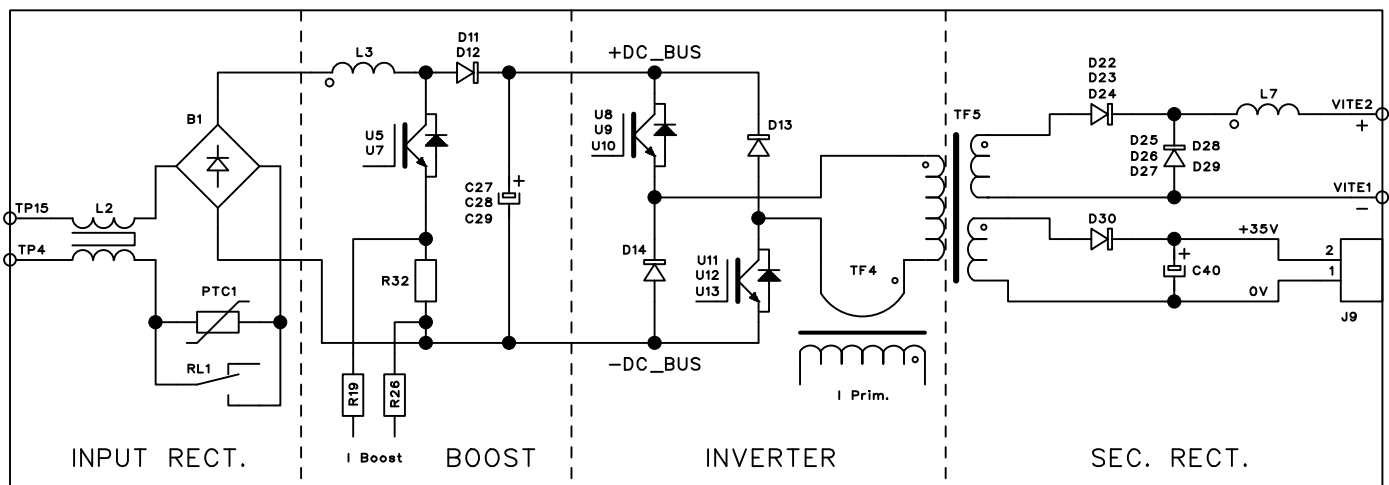 L3
D11
D12
+DC_BUS
B1
U5
U7
U8
U9
U10
D13
TF5
D22
D23
D24
L7
VITE2
+
D25
D26
D27
D28
D29
TP15
L2
TP4
+
C27
C28
C29
VITE1
−
D30
+35V
D14
U11
U12
U13
TF4
R32
+
C40
2
1
0V
PTC1
J9
RL1
−DC_BUS
R19
R26
I Prim.
I Boost
INPUT RECT.
BOOST
INVERTER
SEC. RECT.